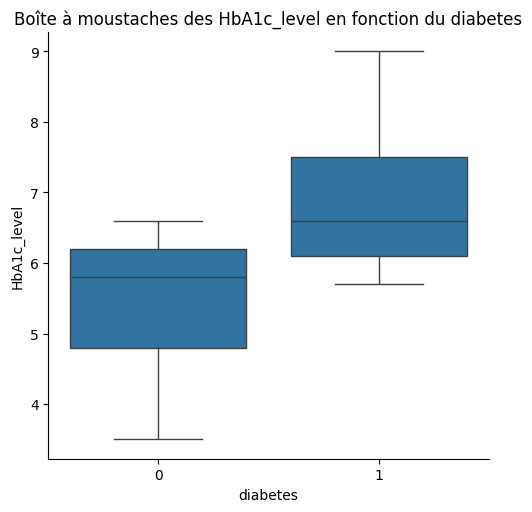 Boîte à moustaches des HbA1c_level en fonction du diabetes
9
8
7
6
5
4
HbA1c_level
0 1
diabetes